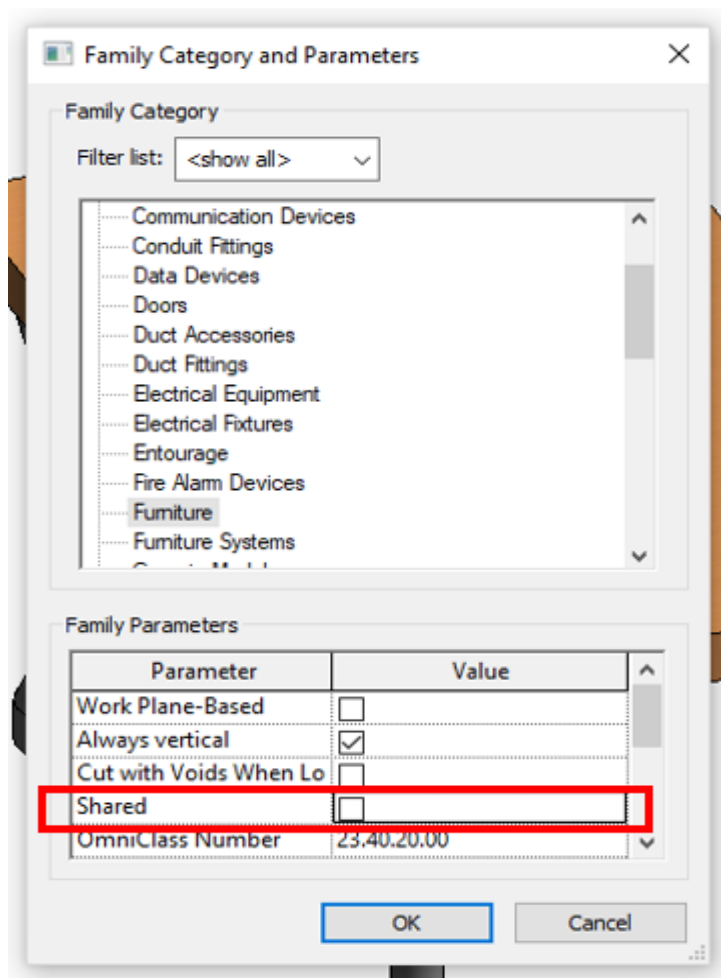 Family Category and Parameters
Family Category
Filter list: <show all>
Communication Devices
Conduit Fittings
Data Devices
Doors
Duct Accessories
Duct Fittings
Electrical Equipment
Electrical Fixtures
Entourage
Fire Alarm Devices
Furniture
Furniture Systems
Family Parameters
Parameter Value
Work Plane-Based
Always vertical
Cut with Voids When Lo
Shared
OmniClass Number 23.40.20.00
OK Cancel